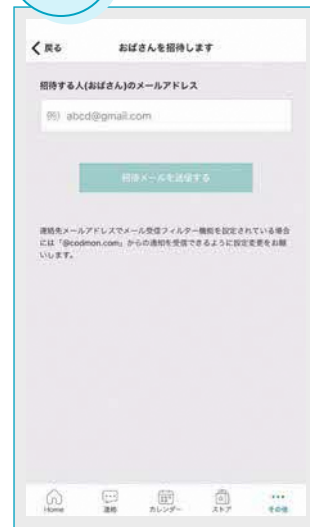 戻る
おばさんを招待します
招待する人(おばさん)のメールアドレス
例) abcd@gmail.com
招待メールを送信する
連絡先メールアドレスでメール受信フィルター機能を設定されている場合
には「@codmon.com」からの通知を受信できるように設定変更をお願
いします。
Home
連絡
カレンダー
ストア
その他